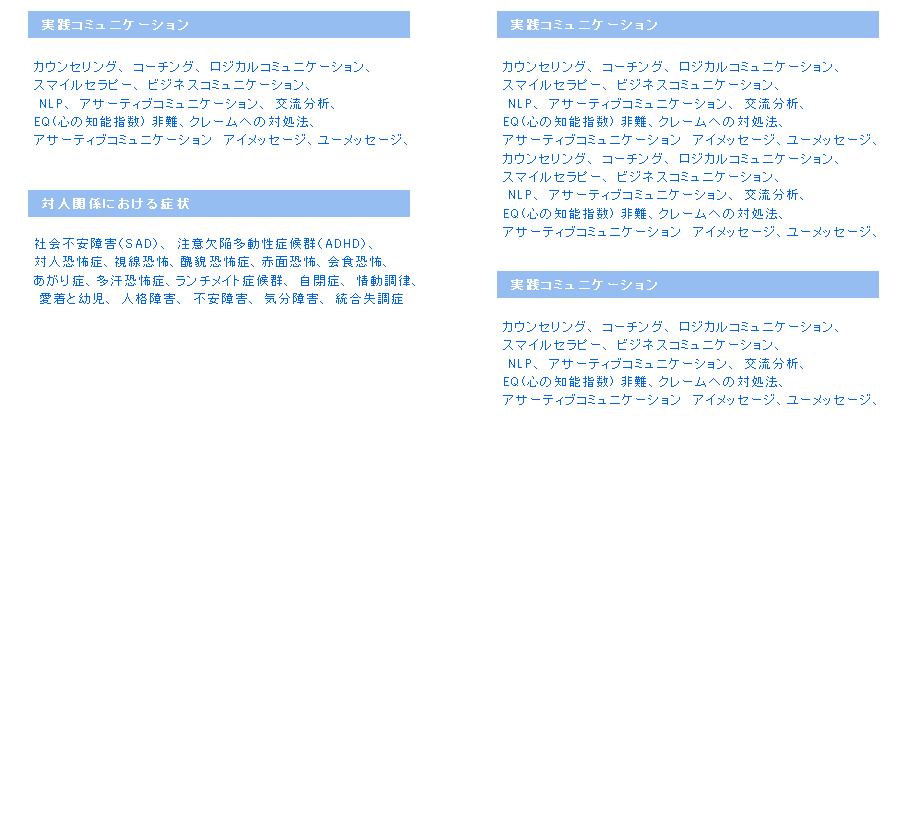 実践コミュニケーション
カウンセリング、 コーチング、 ロジカルコミュニケーション、
スマイルセラピー、 ビジネスコミュニケーション、
NLP、 アサーティブコミュニケーション、 交流分析、
EQ(心の知能指数) 非難、クレームへの対処法、
アサーティブコミュニケーション　アイメッセージ、ユーメッセージ、
対人関係における症状
社会不安障害(SAD)、 注意欠陥多動性症候群(ADHD)、
対人恐怖症、視線恐怖、醜貌恐怖症、赤面恐怖、会食恐怖、
あがり症、多汗恐怖症、ランチメイト症候群、 自閉症、 情動調律、
愛着と幼児、 人格障害、 不安障害、 気分障害、 統合失調症
実践コミュニケーション
カウンセリング、 コーチング、 ロジカルコミュニケーション、
スマイルセラピー、 ビジネスコミュニケーション、
NLP、 アサーティブコミュニケーション、 交流分析、
EQ(心の知能指数) 非難、クレームへの対処法、
アサーティブコミュニケーション　アイメッセージ、ユーメッセージ、
カウンセリング、 コーチング、 ロジカルコミュニケーション、
スマイルセラピー、 ビジネスコミュニケーション、
NLP、 アサーティブコミュニケーション、 交流分析、
EQ(心の知能指数) 非難、クレームへの対処法、
アサーティブコミュニケーション　アイメッセージ、ユーメッセージ、
実践コミュニケーション
カウンセリング、 コーチング、 ロジカルコミュニケーション、
スマイルセラピー、 ビジネスコミュニケーション、
NLP、 アサーティブコミュニケーション、 交流分析、
EQ(心の知能指数) 非難、クレームへの対処法、
アサーティブコミュニケーション　アイメッセージ、ユーメッセージ、